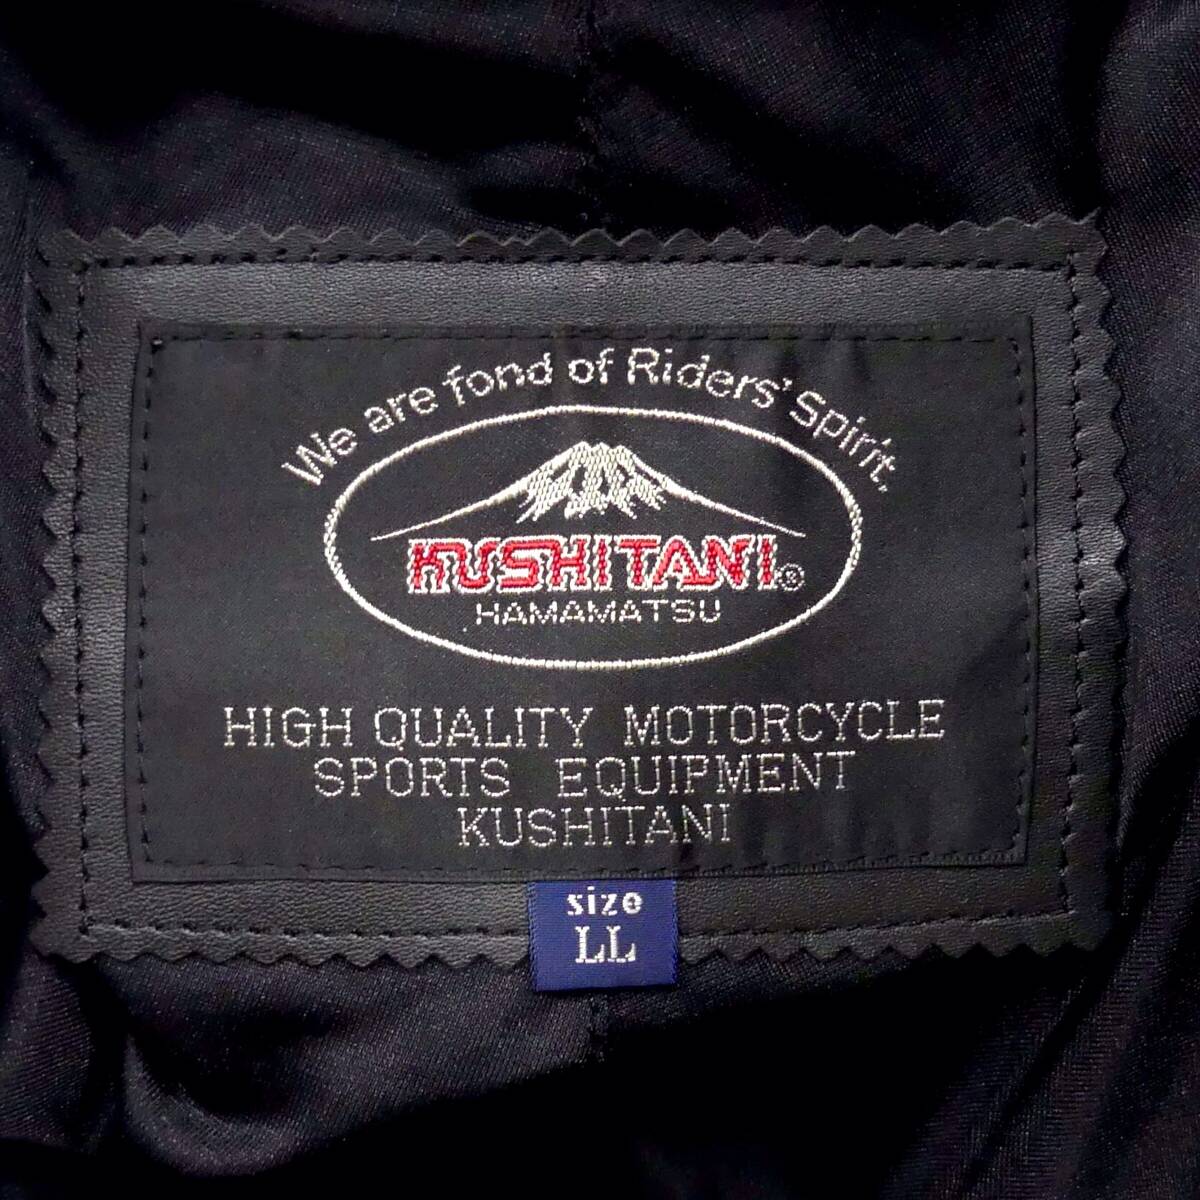 We are fond of Riders' Spirit.
KUSHITANI®
HAMAMATSU
HIGH QUALITY MOTORCYCLE
SPORTS EQUIPMENT
KUSHITANI
size
LL